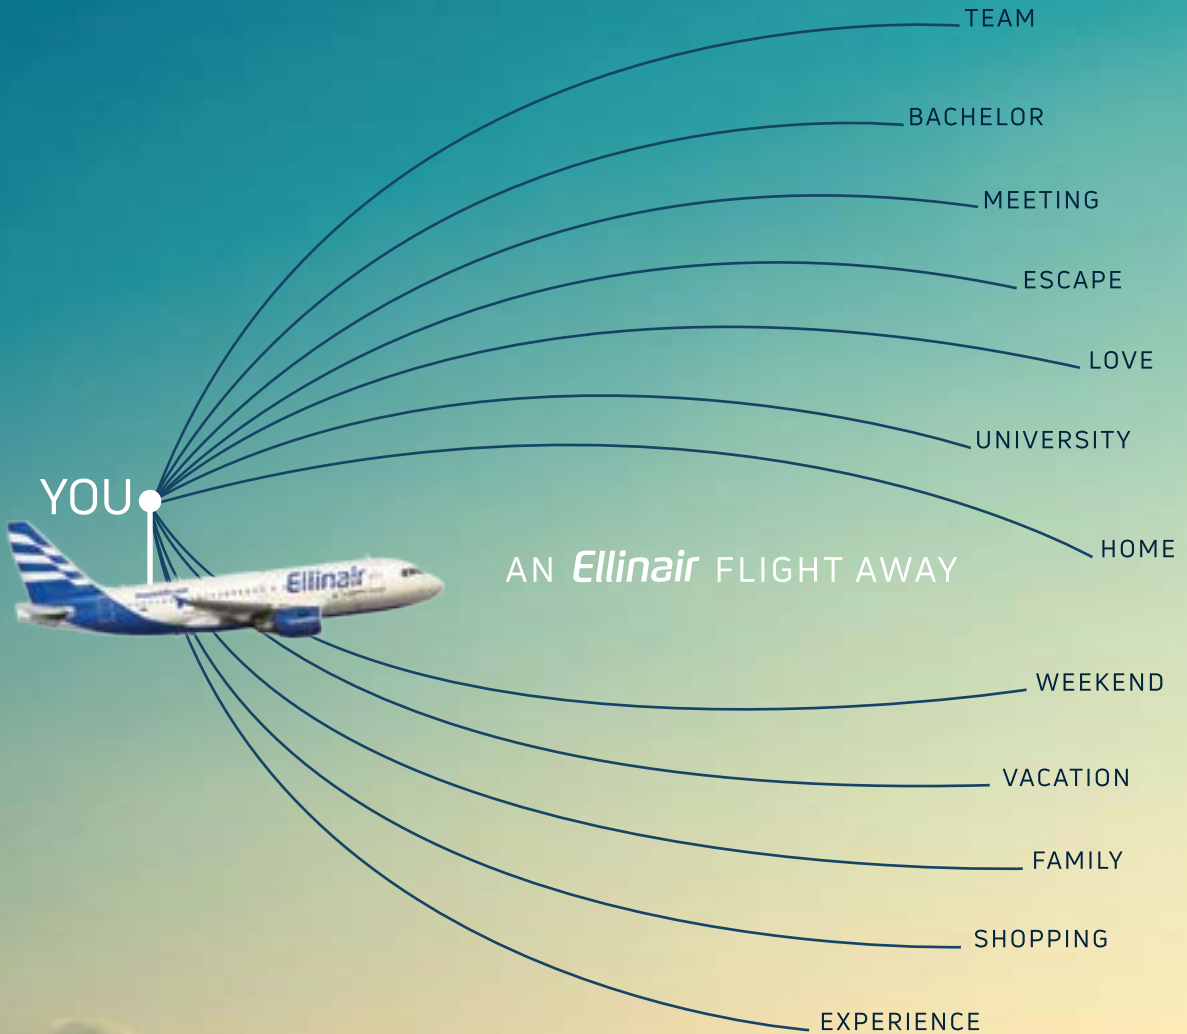 TEAM
BACHELOR
MEETING
ESCAPE
LOVE
UNIVERSITY
YOU
HOME
AN Ellinair FLIGHT AWAY
Ellinair
WEEKEND
VACATION
FAMILY
SHOPPING
EXPERIENCE